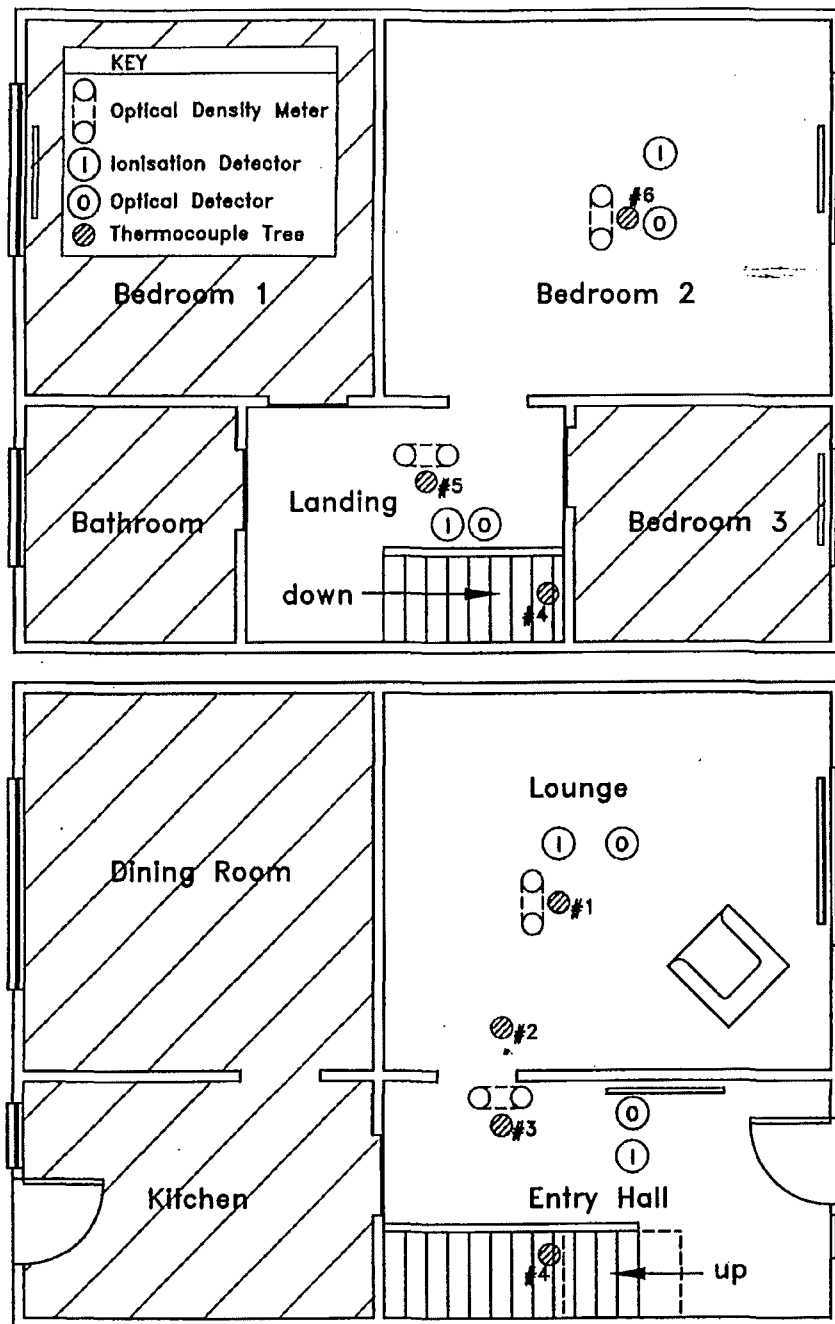 KEY
Optical Density Meter
I Ionisation Detector
O Optical Detector
Thermocouple Tree
Bedroom 1
I
#6
O
Bedroom 2
Bathroom
Landing
#5
I O
Bedroom 3
down
#4
Lounge
I O
Dining Room
#1
#2
#3
O
I
Kitchen
Entry Hall
#4
up